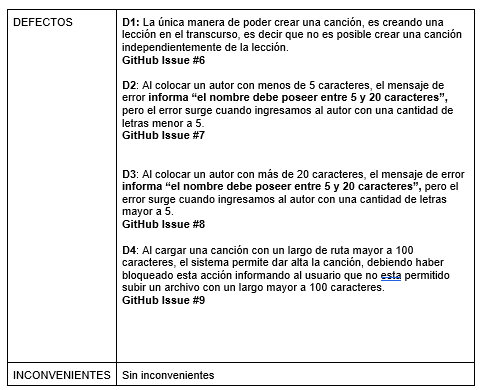 DEFECTOS
D1: La única manera de poder crear una canción, es creando una
lección en el transcurso, es decir que no es posible crear una canción
independientemente de la lección.
GitHub Issue #6
D2: Al colocar un autor con menos de 5 caracteres, el mensaje de
error informa “el nombre debe poseer entre 5 y 20 caracteres”,
pero el error surge cuando ingresamos al autor con una cantidad de
letras menor a 5.
GitHub Issue #7
D3: Al colocar un autor con más de 20 caracteres, el mensaje de error
informa “el nombre debe poseer entre 5 y 20 caracteres”, pero el
error surge cuando ingresamos al autor con una cantidad de letras
mayor a 5.
GitHub Issue #8
D4: Al cargar una canción con un largo de ruta mayor a 100
caracteres, el sistema permite dar alta la canción, debiendo haber
bloqueado esta acción informando al usuario que no esta permitido
subir un archivo con un largo mayor a 100 caracteres.
GitHub Issue #9
INCONVENIENTES
Sin inconvenientes